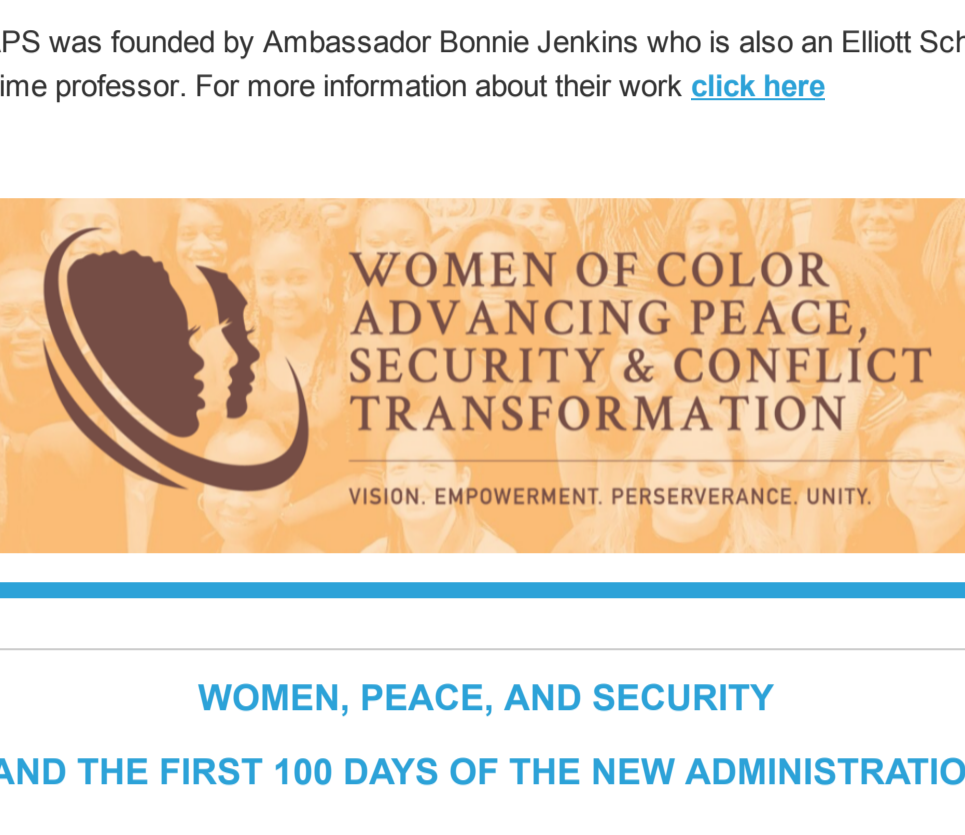 APS was founded by Ambassador Bonnie Jenkins who is also an Elliott Sch
ime professor. For more information about their work click here
WOMEN OF COLOR
ADVANCING PEACE,
SECURITY & CONFLICT
TRANSFORMATION
VISION. EMPOWERMENT. PERSERVERANCE. UNITY.
WOMEN, PEACE, AND SECURITY
AND THE FIRST 100 DAYS OF THE NEW ADMINISTRATIO